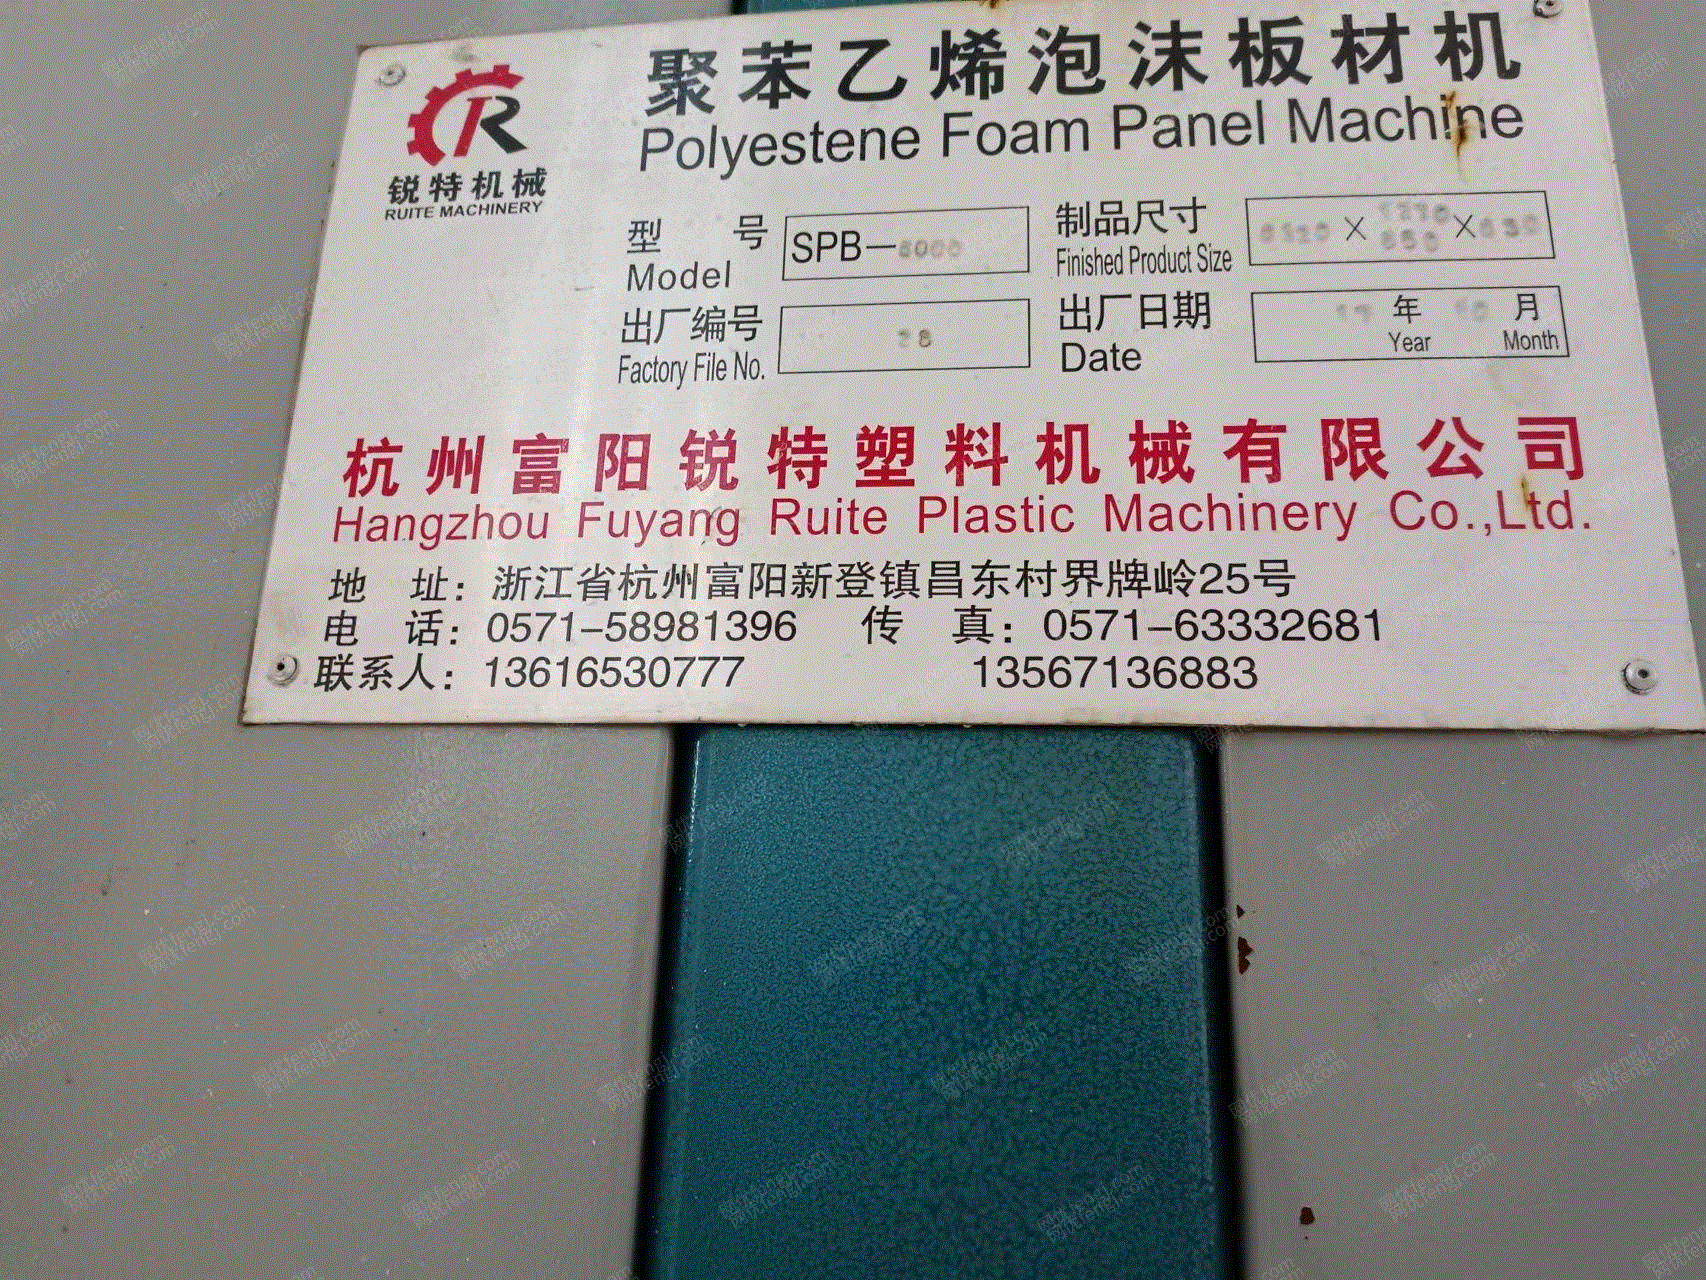 聚苯乙烯泡沫板材机
Polyestene Foam Panel Machine
R
锐特机械
RUITE MACHINERY
型 号 SPB—6000
Model
制品尺寸 × ×
Finished Product Size
出厂编号 28
Factory File No.
出厂日期 17 年 10 月
Date Year Month
杭州富阳锐特塑料机械有限公司
Hangzhou Fuyang Ruite Plastic Machinery Co.,Ltd.
地 址：浙江省杭州富阳新登镇昌东村界牌岭25号
电 话：0571-58981396 传 真：0571-63332681
联系人：13616530777 13567136883